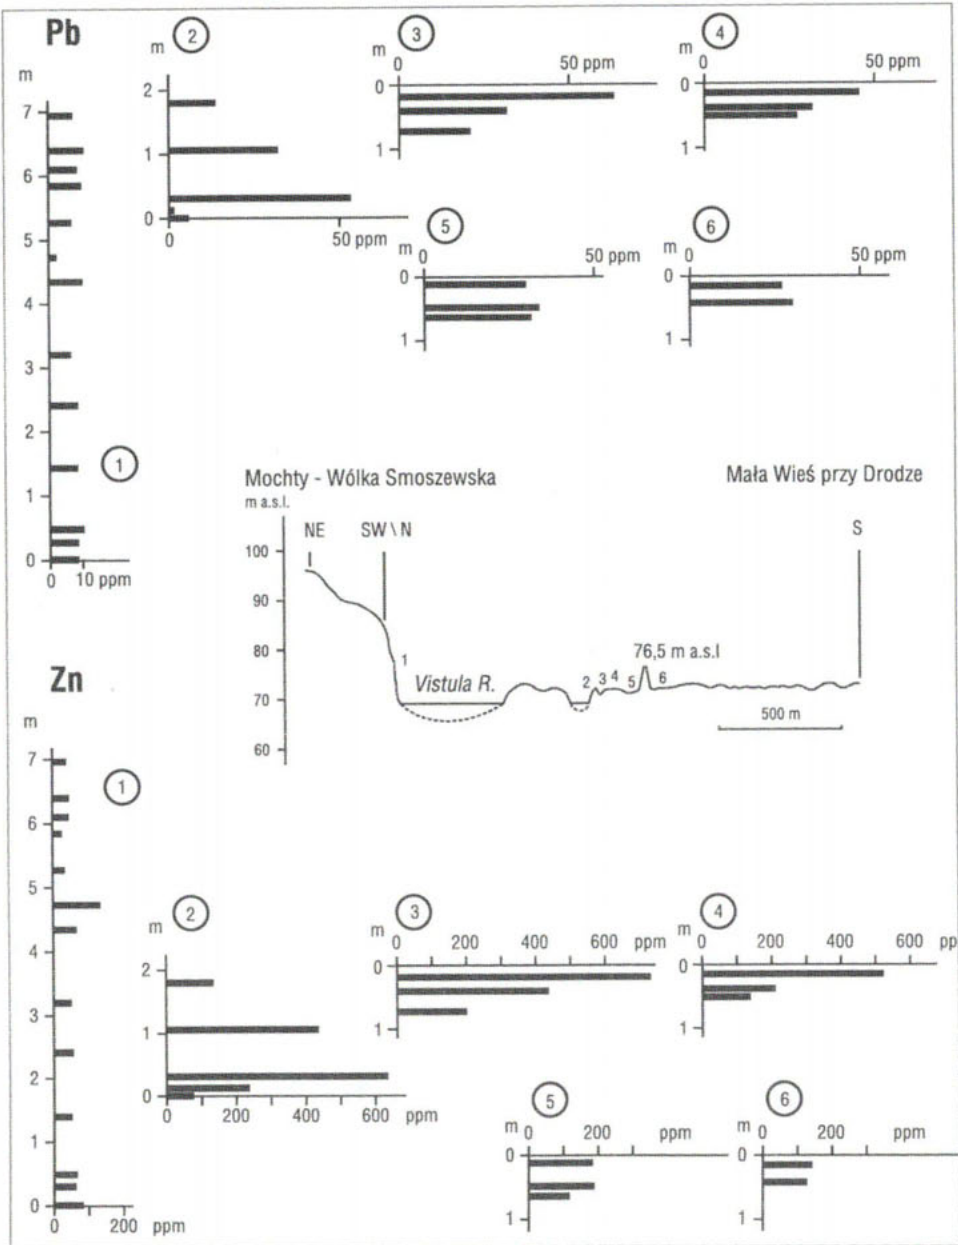 Pb
m
7
6
5
4
3
2
1
0
0 10 ppm
1
m 2
2
1
0
0 50 ppm
3
m 0 50 ppm
0
1
4
m 0 50 ppm
0
1
5
m 0 50 ppm
0
1
6
m 0 50 ppm
0
1
Mochty - Wólka Smoszewska
m a.s.l.
Mała Wieś przy Drodze
NE SW \ N S
100
90
80
70
60
1
Vistula R.
2 3 4 5 6
76,5 m a.s.l
500 m
Zn
m
7
6
5
4
3
2
1
0
0 200 ppm
1
m 2
2
1
0
0 200 400 600 ppm
3
m 0 200 400 600 ppm
0
1
4
m 0 200 400 600 pp
0
1
5
m 0 200 ppm
0
1
6
m 0 200 ppm
0
1